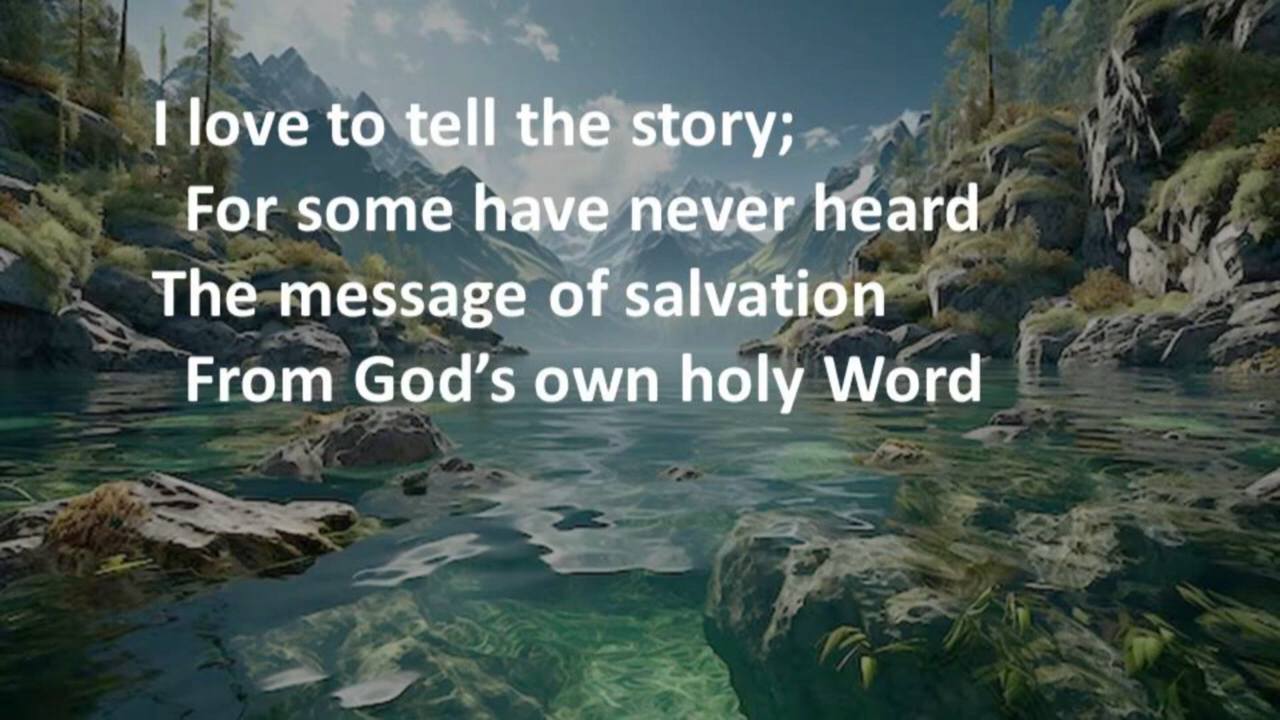 I love to tell the story;
For some have never heard
The message of salvation
From God’s own holy Word